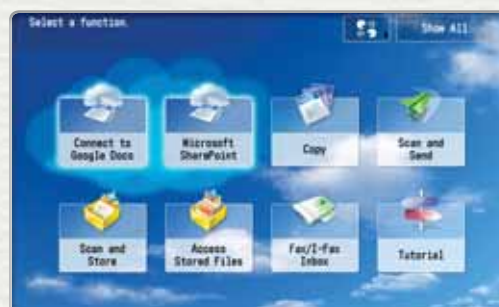 Select a function.
Show All
Connect to
Google Docs
Microsoft
SharePoint
Copy
Scan and
Send
Scan and
Store
Access
Stored Files
Fax/I-Fax
Inbox
Tutorial